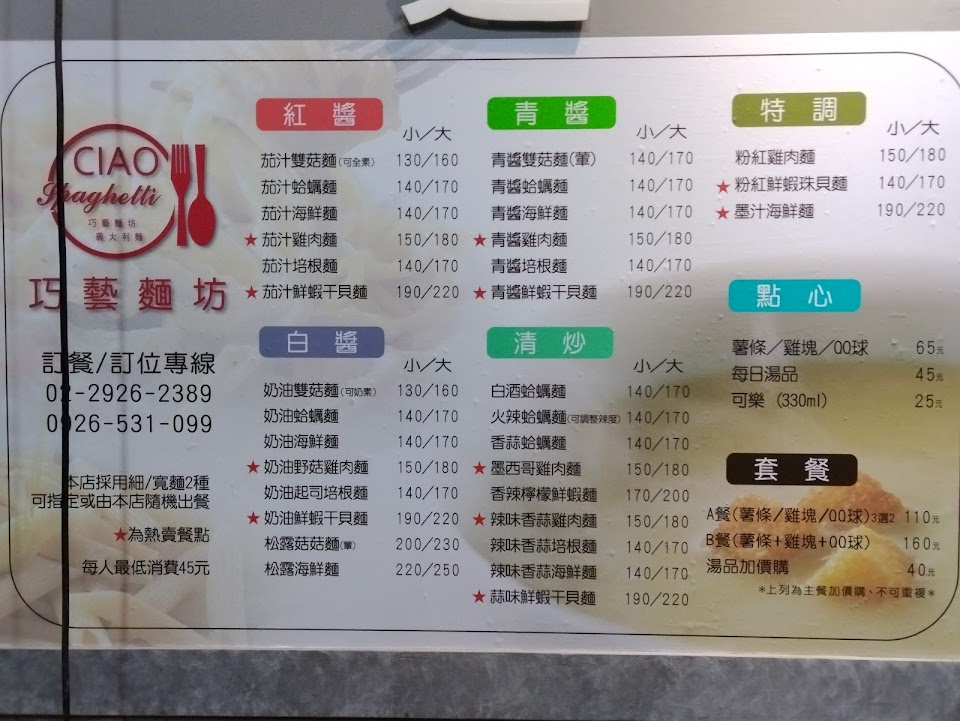 CIAO
Spaghetti
巧藝麵坊
義大利麵
巧藝麵坊
訂餐/訂位專線
02-2926-2389
0926-531-099
本店採用細/寬麵2種
可指定或由本店隨機出餐
★為熱賣餐點
每人最低消費45元
紅醬
小/大
茄汁雙菇麵(可全素) 130/160
茄汁蛤蠣麵 140/170
茄汁海鮮麵 140/170
★茄汁雞肉麵 150/180
茄汁培根麵 140/170
★茄汁鮮蝦干貝麵 190/220
白醬
小/大
奶油雙菇麵(可奶素) 130/160
奶油蛤蠣麵 140/170
奶油海鮮麵 140/170
★奶油野菇雞肉麵 150/180
奶油起司培根麵 140/170
★奶油鮮蝦干貝麵 190/220
松露菇菇麵(葷) 200/230
松露海鮮麵 220/250
青醬
小/大
青醬雙菇麵(葷) 140/170
青醬蛤蠣麵 140/170
青醬海鮮麵 140/170
★青醬雞肉麵 150/180
青醬培根麵 140/170
★青醬鮮蝦干貝麵 190/220
清炒
小/大
白酒蛤蠣麵 140/170
火辣蛤蠣麵(可調整辣度) 140/170
香蒜蛤蠣麵 140/170
★墨西哥雞肉麵 150/180
香辣檸檬鮮蝦麵 170/200
★辣味香蒜雞肉麵 150/180
辣味香蒜培根麵 140/170
辣味香蒜海鮮麵 140/170
★蒜味鮮蝦干貝麵 190/220
特調
小/大
粉紅雞肉麵 150/180
★粉紅鮮蝦珠貝麵 140/170
★墨汁海鮮麵 190/220
點心
薯條/雞塊/QQ球 65元
每日湯品 45元
可樂 (330ml) 25元
套餐
A餐(薯條/雞塊/QQ球)3選2 110元
B餐(薯條+雞塊+QQ球) 160元
湯品加價購 40元
*上列為主餐加價購、不可重複*